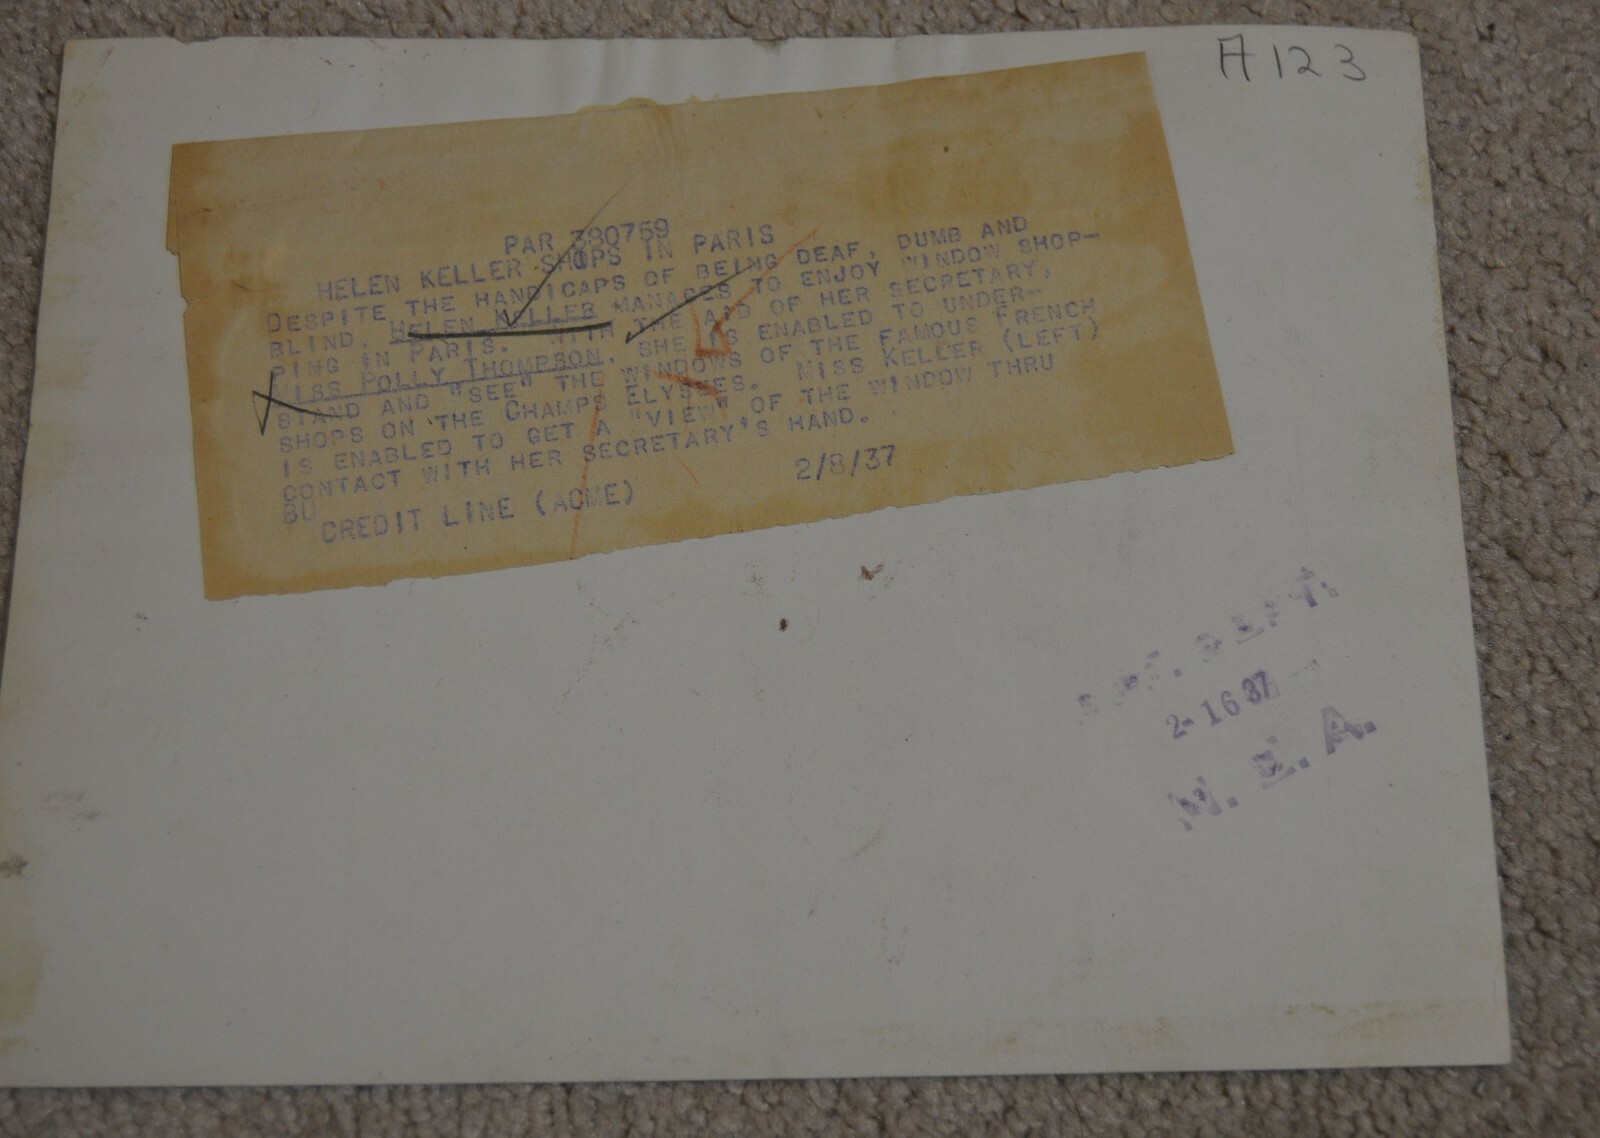 A123
PAR 380759
HELEN KELLER SHOPS IN PARIS
DESPITE THE HANDICAPS OF BEING DEAF, DUMB AND
BLIND, HELEN KELLER MANAGES TO ENJOY WINDOW SHOP-
PING IN PARIS. WITH THE AID OF HER SECRETARY,
MISS POLLY THOMPSON, SHE IS ENABLED TO UNDER-
STAND AND "SEE" THE WINDOWS OF THE FAMOUS FRENCH
SHOPS ON THE CHAMPS ELYSEES. MISS KELLER (LEFT)
IS ENABLED TO GET A "VIEW" OF THE WINDOW THRU
CONTACT WITH HER SECRETARY'S HAND.
BU 2/8/37
CREDIT LINE (ACME)
DEPT.
2-16 37
N. E. A.